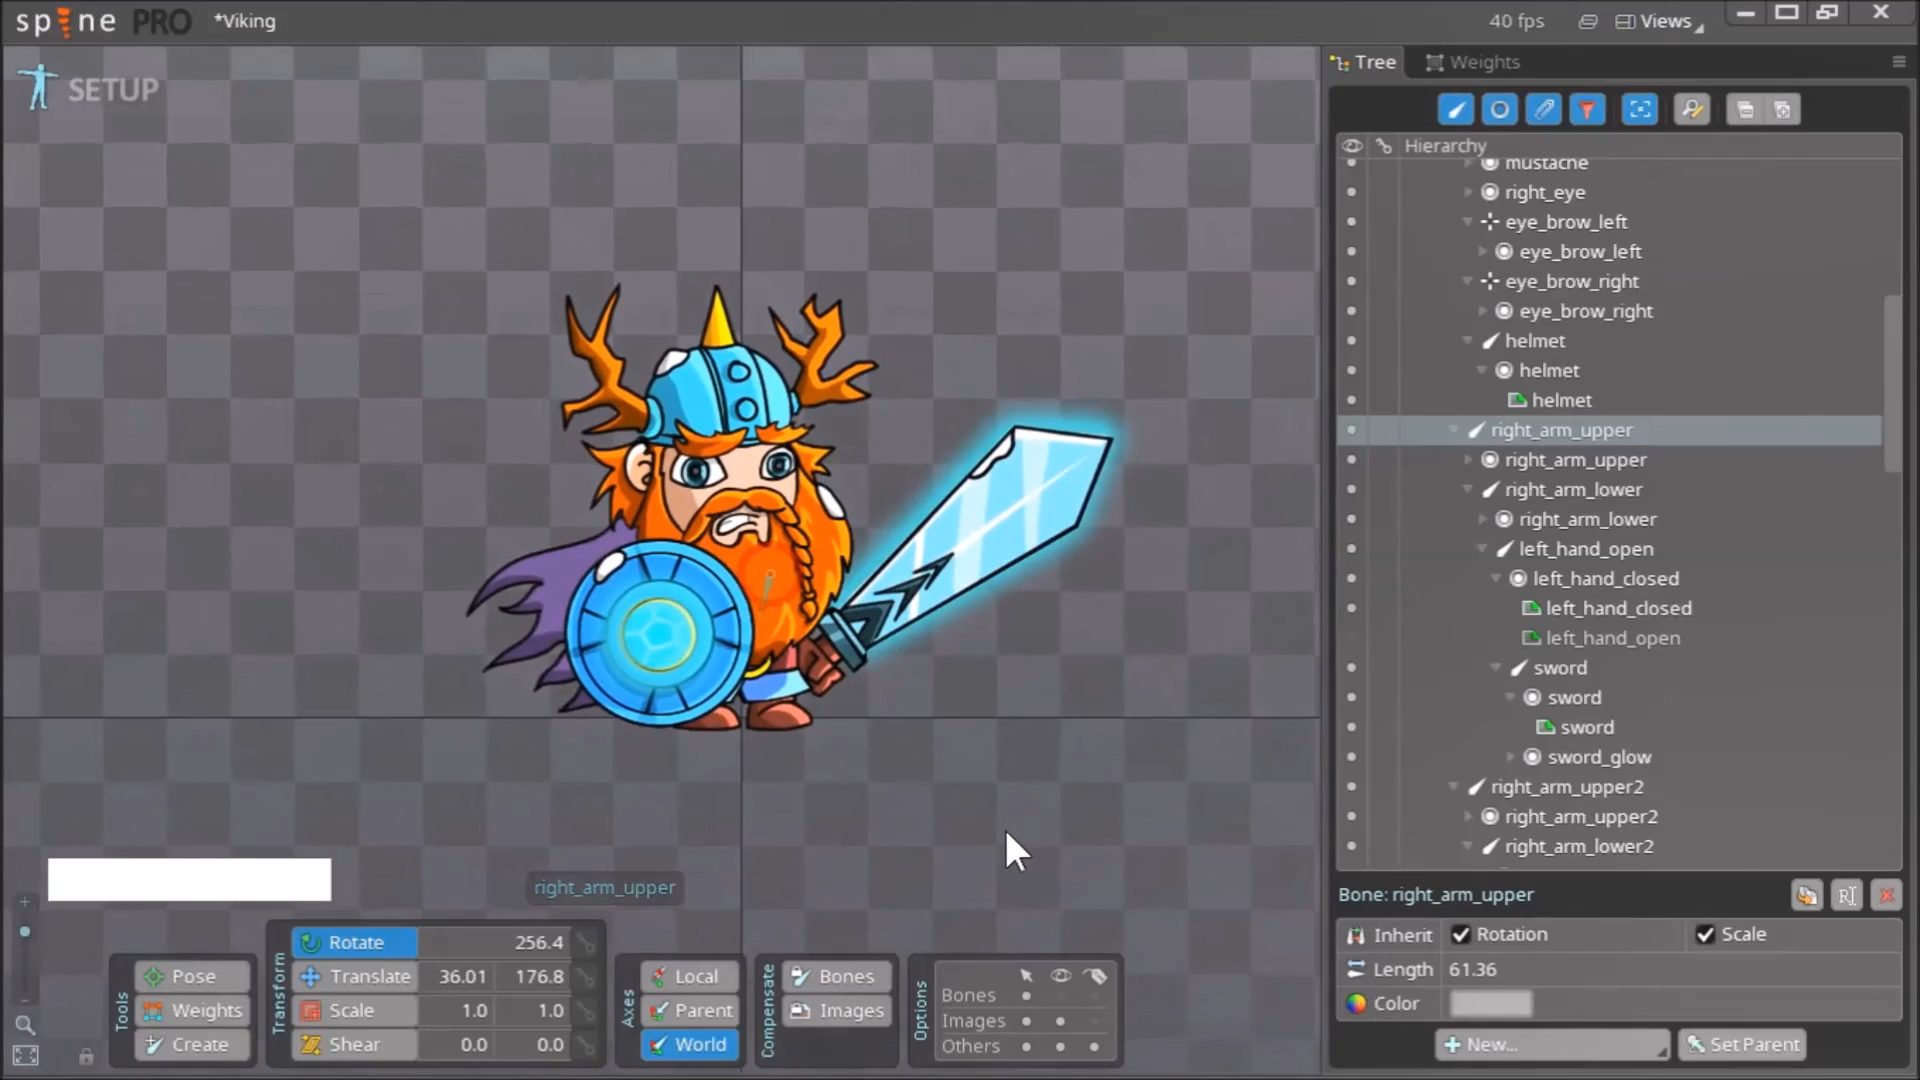 spine PRO *Viking
40 fps Views
SETUP
Tree Weights
Hierarchy
mustache
right_eye
eye_brow_left
eye_brow_left
eye_brow_right
eye_brow_right
helmet
helmet
helmet
right_arm_upper
right_arm_upper
right_arm_lower
right_arm_lower
left_hand_open
left_hand_closed
left_hand_closed
left_hand_open
sword
sword
sword
sword_glow
right_arm_upper2
right_arm_upper2
right_arm_lower2
Bone: right_arm_upper
Inherit Rotation Scale
Length 61.36
Color
New... Set Parent
right_arm_upper
Tools
Pose
Weights
Create
Transform
Rotate 256.4
Translate 36.01 176.8
Scale 1.0 1.0
Shear 0.0 0.0
Axes
Local
Parent
World
Compensate
Bones
Images
Options
Bones
Images
Others